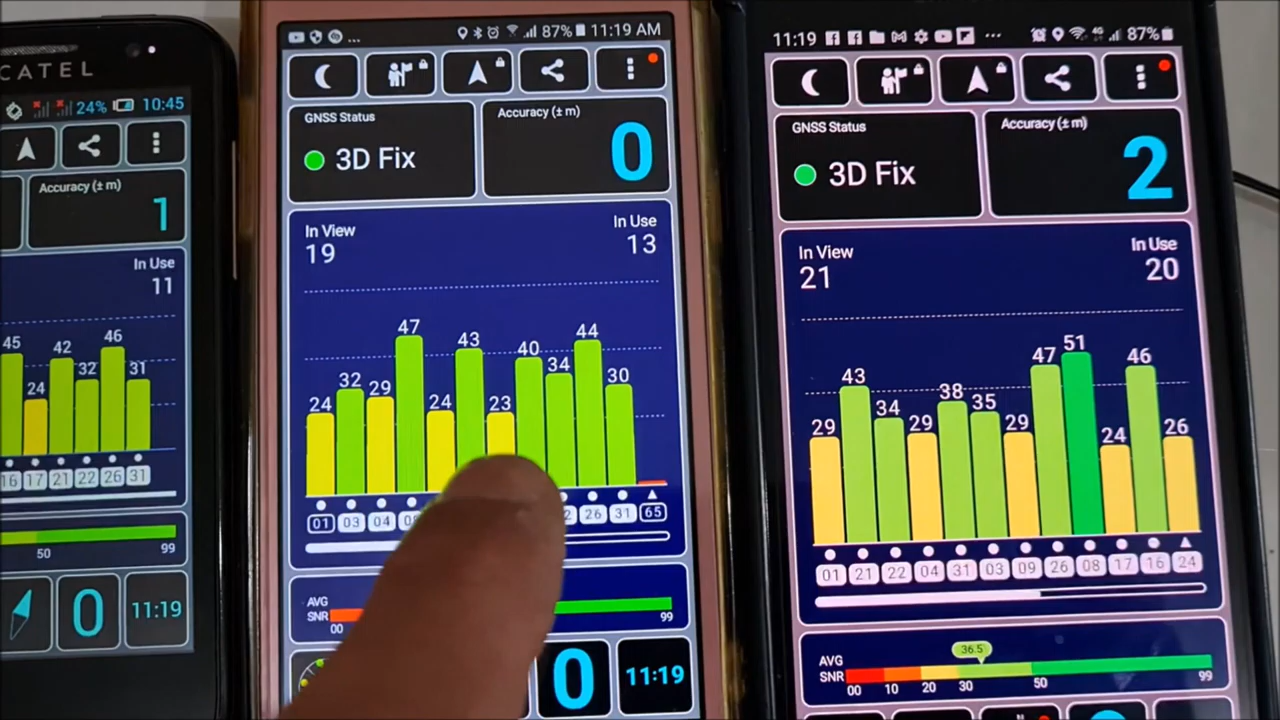 CATEL
24% 10:45
Accuracy (± m)
1
In Use
11
45 24 42 32 46 31
16 17 21 22 26 31
50 99
0 11:19
... 87% 11:19 AM
GNSS Status
3D Fix
Accuracy (± m)
0
In View
19
In Use
13
24 32 29 47 24 43 23 40 34 44 30
01 03 04 26 31 65
AVG
SNR
00 99
0 11:19
11:19 ... 4G 87%
GNSS Status
3D Fix
Accuracy (± m)
2
In View
21
In Use
20
29 43 34 29 38 35 29 47 51 24 46 26
01 21 22 04 31 03 09 26 08 17 16 24
36.5
AVG
SNR
00 10 20 30 50 99